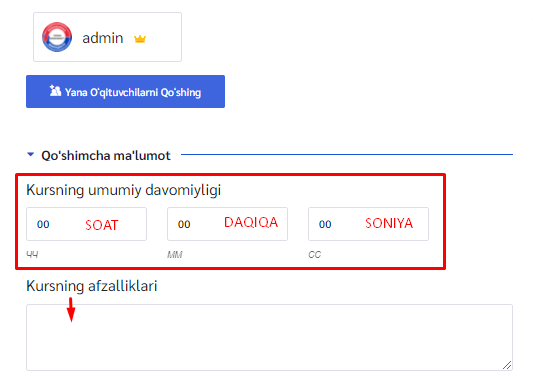 admin
Yana O'qituvchilarni Qo'shing
Qo'shimcha ma'lumot
Kursning umumiy davomiyligi
00 SOAT 00 DAQIQA 00 SONIYA
ЧЧ ММ СС
Kursning afzalliklari